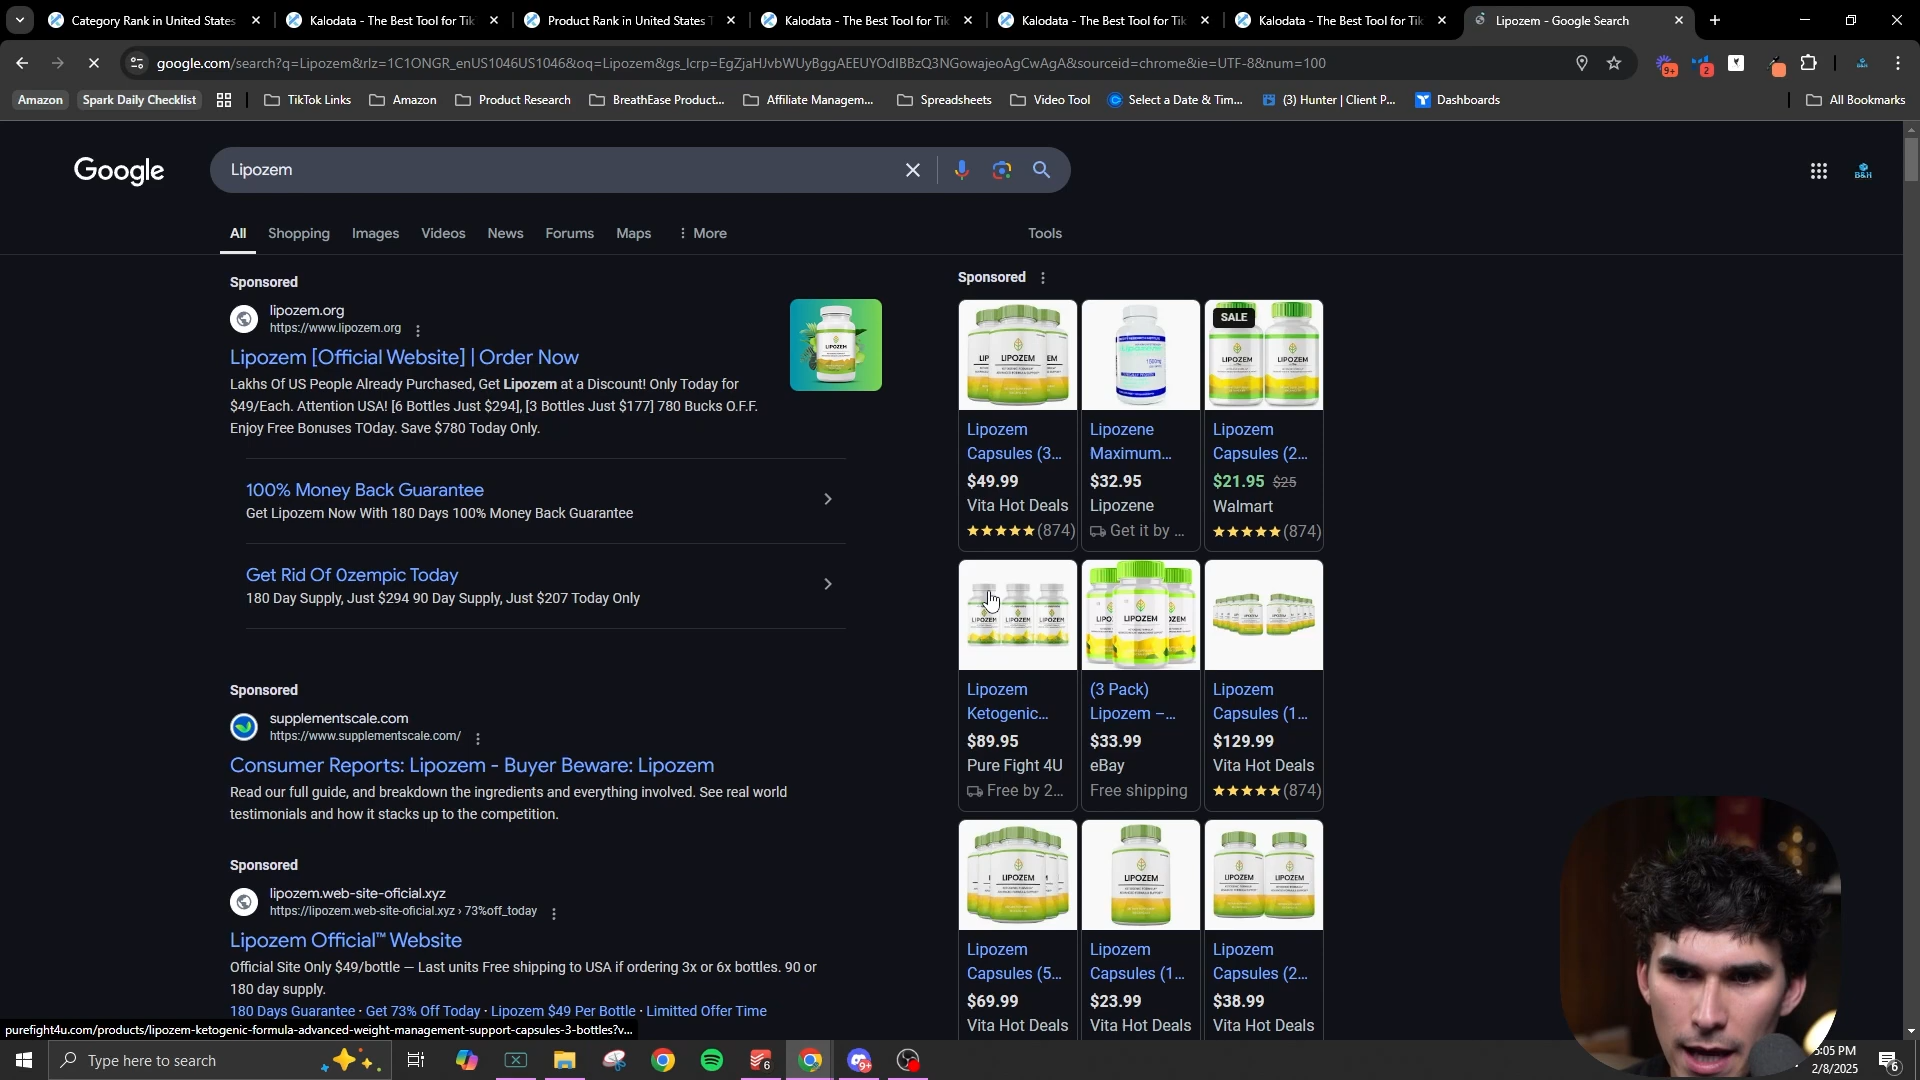 Category Rank in United States
Kalodata - The Best Tool for Tik
Product Rank in United States T
Kalodata - The Best Tool for Tik
Kalodata - The Best Tool for Tik
Kalodata - The Best Tool for Tik
Lipozem - Google Search
google.com/search?q=Lipozem&rlz=1C1ONGR_enUS1046US1046&oq=Lipozem&gs_lcrp=EgZjaHJvbWUyBggAEEUYOdIBBzQ3NGowajeoAgCwAgA&sourceid=chrome&ie=UTF-8&num=100
9+
2
Amazon
Spark Daily Checklist
TikTok Links
Amazon
Product Research
BreathEase Product...
Affiliate Managem...
Spreadsheets
Video Tool
Select a Date & Tim...
(3) Hunter | Client P...
Dashboards
All Bookmarks
Google
Lipozem
B&H
All
Shopping
Images
Videos
News
Forums
Maps
More
Tools
Sponsored
lipozem.org
https://www.lipozem.org
Lipozem [Official Website] | Order Now
Lakhs Of US People Already Purchased, Get Lipozem at a Discount! Only Today for
$49/Each. Attention USA! [6 Bottles Just $294], [3 Bottles Just $177] 780 Bucks O.F.F.
Enjoy Free Bonuses TOday. Save $780 Today Only.
LIPOZEM
100% Money Back Guarantee
Get Lipozem Now With 180 Days 100% Money Back Guarantee
Get Rid Of 0zempic Today
180 Day Supply, Just $294 90 Day Supply, Just $207 Today Only
Sponsored
supplementscale.com
https://www.supplementscale.com/
Consumer Reports: Lipozem - Buyer Beware: Lipozem
Read our full guide, and breakdown the ingredients and everything involved. See real world
testimonials and how it stacks up to the competition.
Sponsored
lipozem.web-site-oficial.xyz
https://lipozem.web-site-oficial.xyz › 73%off_today
Lipozem Official™ Website
Official Site Only $49/bottle — Last units Free shipping to USA if ordering 3x or 6x bottles. 90 or
180 day supply.
180 Days Guarantee · Get 73% Off Today · Lipozem $49 Per Bottle · Limitted Offer Time
Sponsored
LIPOZEM
SALE
LIPOZEM
LIPOZEM
Lipozem
Capsules (3...
$49.99
Vita Hot Deals
(874)
Lipozene
Maximum...
$32.95
Lipozene
Get it by ...
Lipozem
Capsules (2...
$21.95 $25
Walmart
(874)
LIPOZEM
LIPOZEM
LIPOZEM
LIPOZEM
Lipozem
Ketogenic...
$89.95
Pure Fight 4U
Free by 2...
(3 Pack)
Lipozem –...
$33.99
eBay
Free shipping
Lipozem
Capsules (1...
$129.99
Vita Hot Deals
(874)
LIPOZEM
LIPOZEM
LIPOZEM
LIPOZEM
Lipozem
Capsules (5...
$69.99
Vita Hot Deals
Lipozem
Capsules (1...
$23.99
Vita Hot Deals
Lipozem
Capsules (2...
$38.99
Vita Hot Deals
purefight4u.com/products/lipozem-ketogenic-formula-advanced-weight-management-support-capsules-3-bottles?v...
Type here to search
6
9+
5:05 PM
2/8/2025
6